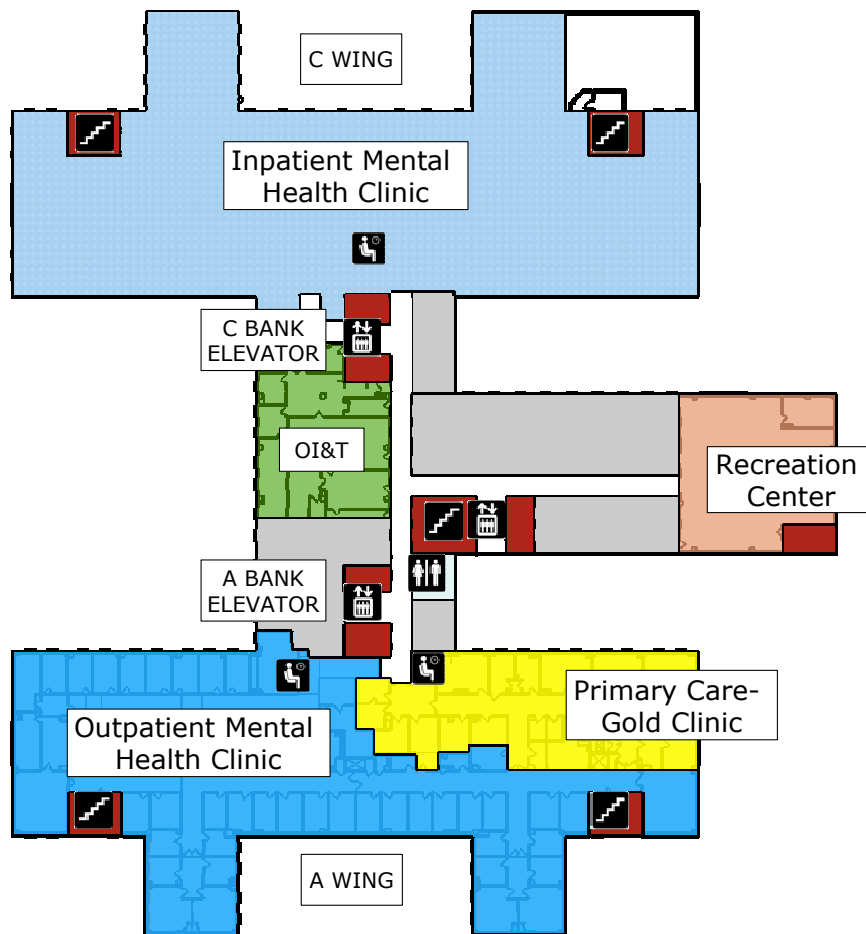 C WING
Inpatient Mental
Health Clinic
C BANK
ELEVATOR
OI&T
Recreation
Center
A BANK
ELEVATOR
Primary Care-
Gold Clinic
Outpatient Mental
Health Clinic
A WING